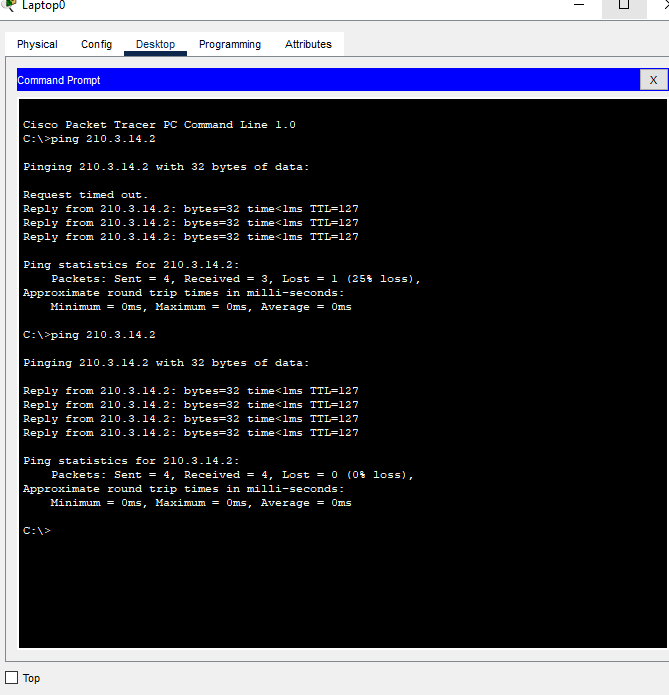 Laptop0
Physical Config Desktop Programming Attributes
Command Prompt X
Cisco Packet Tracer PC Command Line 1.0
C:\>ping 210.3.14.2
Pinging 210.3.14.2 with 32 bytes of data:
Request timed out.
Reply from 210.3.14.2: bytes=32 time<1ms TTL=127
Reply from 210.3.14.2: bytes=32 time<1ms TTL=127
Reply from 210.3.14.2: bytes=32 time<1ms TTL=127
Ping statistics for 210.3.14.2:
Packets: Sent = 4, Received = 3, Lost = 1 (25% loss),
Approximate round trip times in milli-seconds:
Minimum = 0ms, Maximum = 0ms, Average = 0ms
C:\>ping 210.3.14.2
Pinging 210.3.14.2 with 32 bytes of data:
Reply from 210.3.14.2: bytes=32 time<1ms TTL=127
Reply from 210.3.14.2: bytes=32 time<1ms TTL=127
Reply from 210.3.14.2: bytes=32 time<1ms TTL=127
Reply from 210.3.14.2: bytes=32 time<1ms TTL=127
Ping statistics for 210.3.14.2:
Packets: Sent = 4, Received = 4, Lost = 0 (0% loss),
Approximate round trip times in milli-seconds:
Minimum = 0ms, Maximum = 0ms, Average = 0ms
C:\>
Top